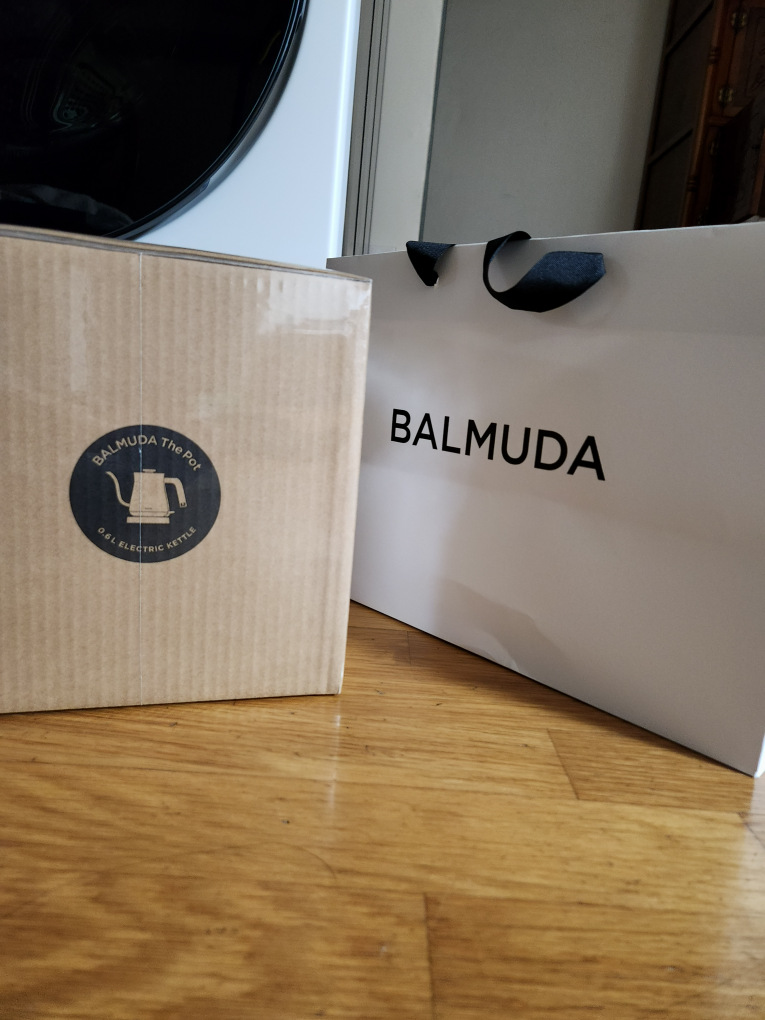 BALMUDA The Pot
0.6L ELECTRIC KETTLE
BALMUDA